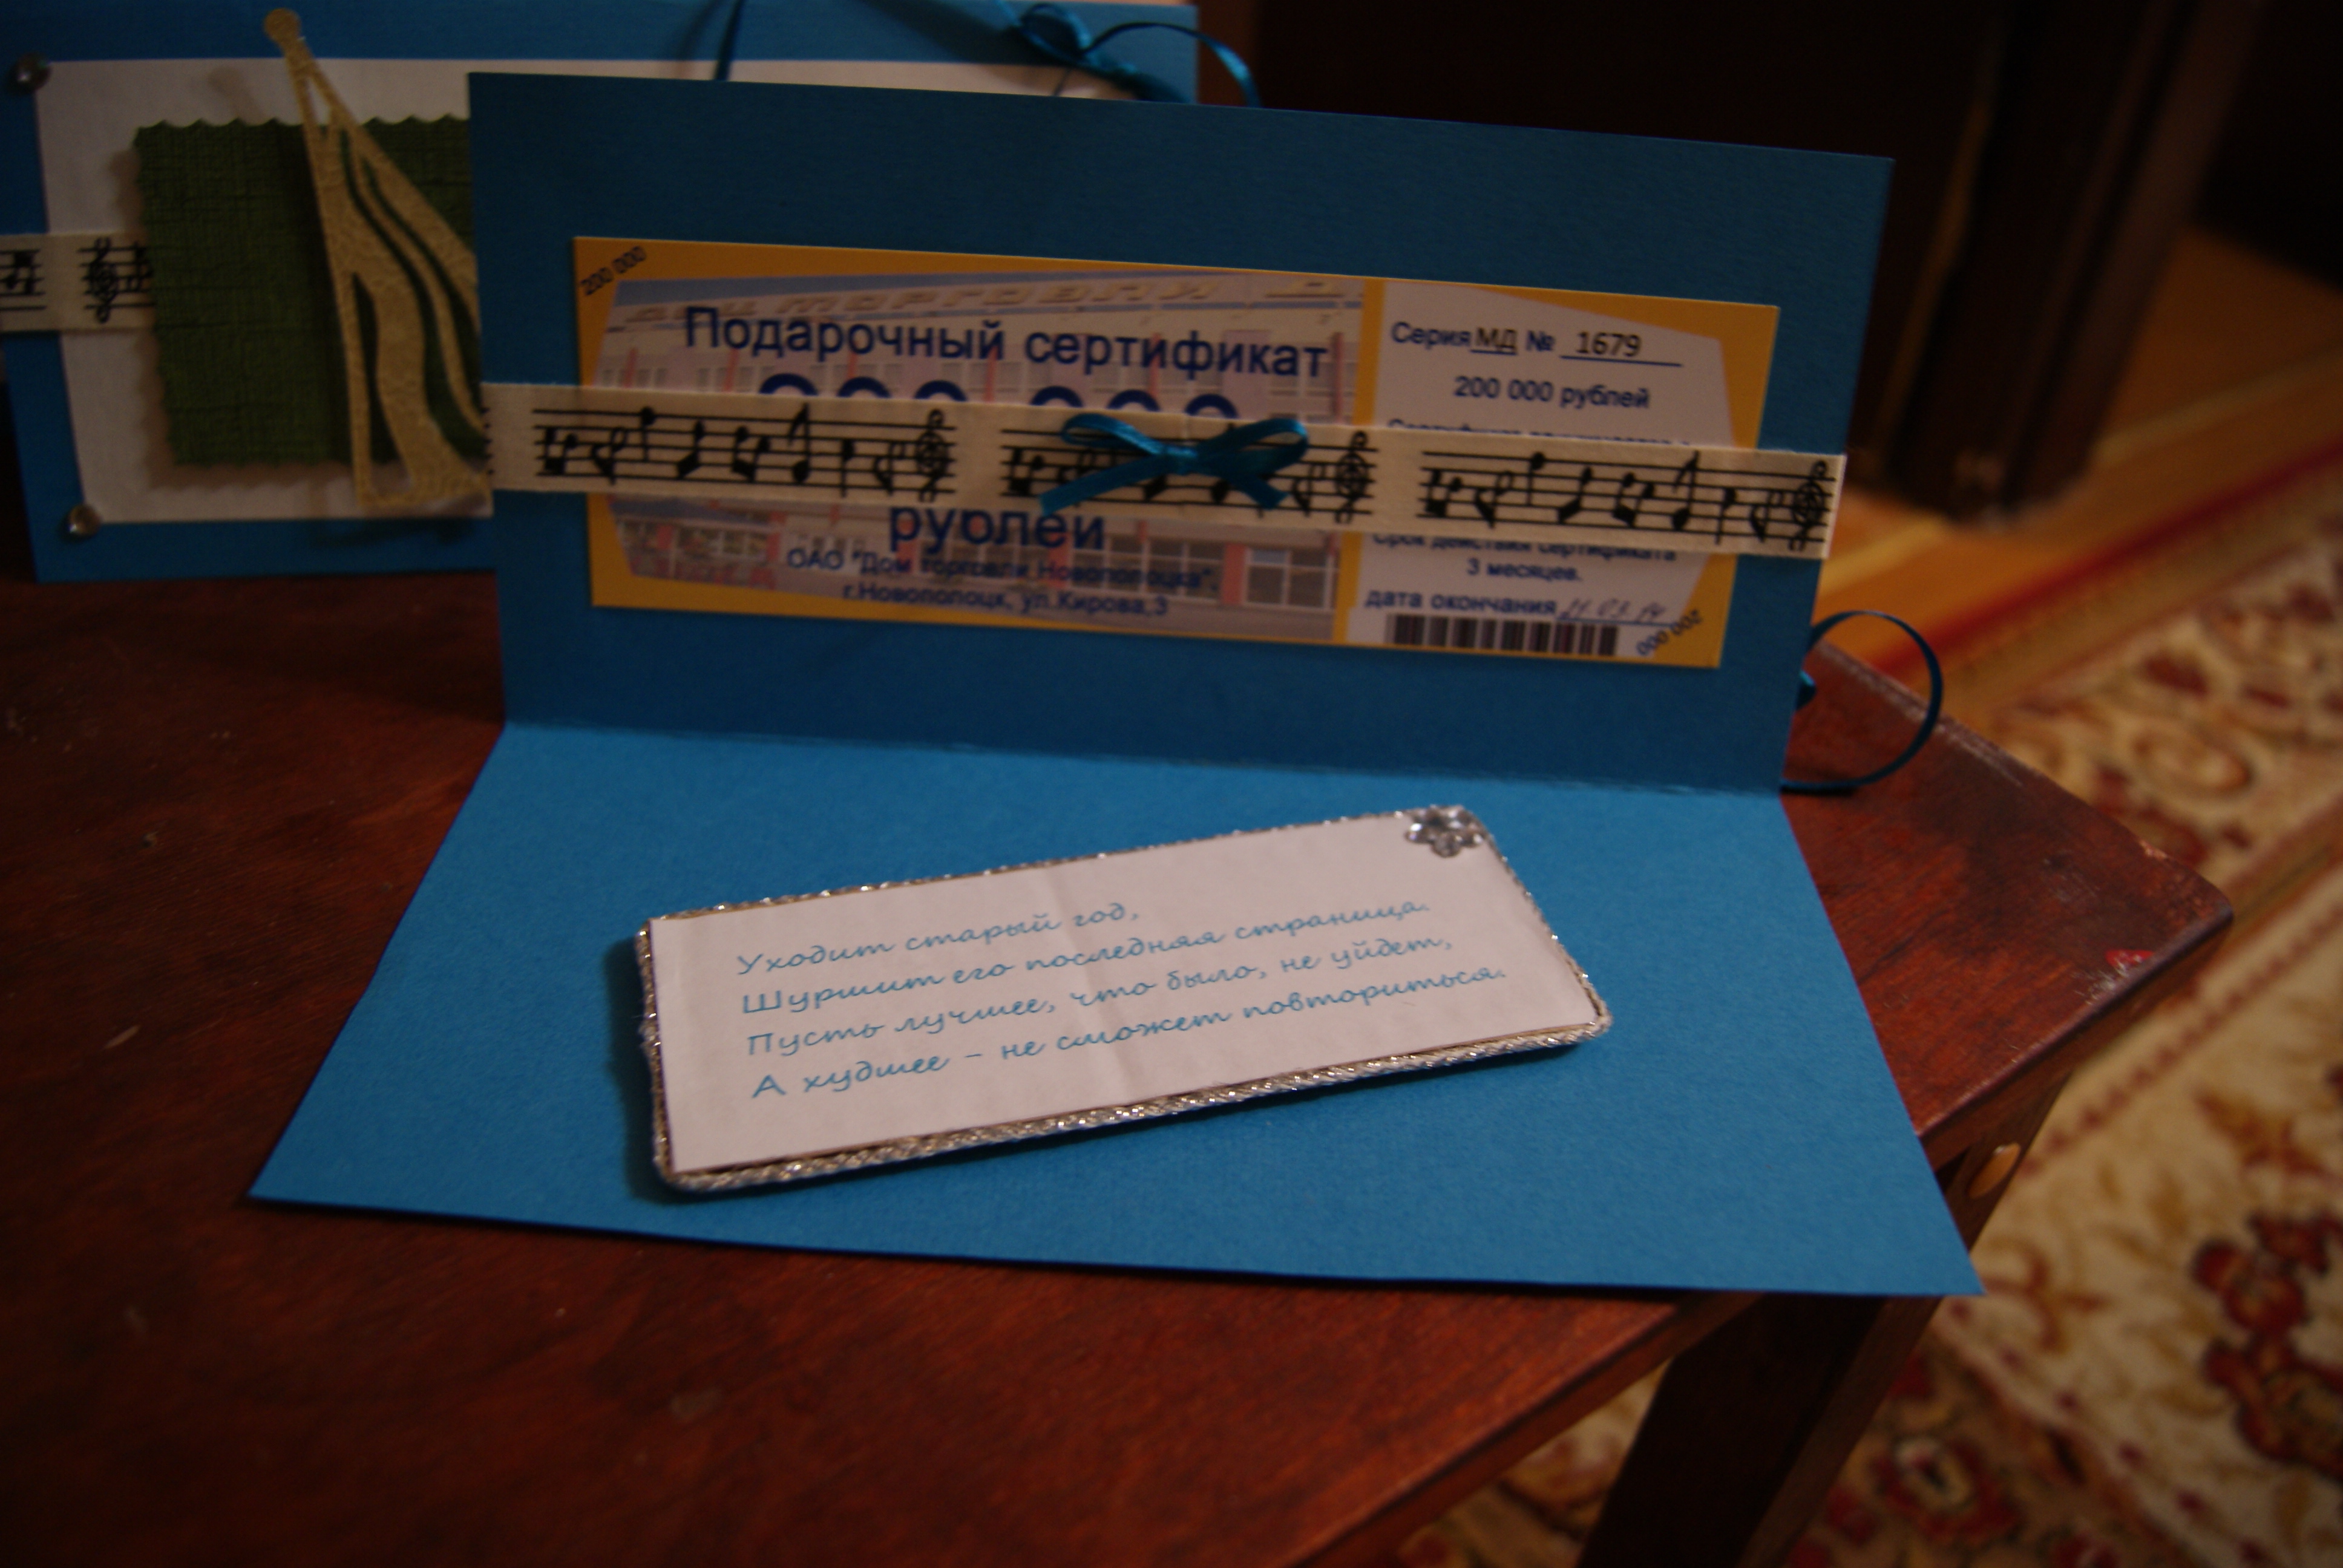 200 000
Подарочный сертификат
рублей
ОАО "Дом торговли Новополоцка",
г.Новополоцк, ул.Кирова,3
Серия МД № 1679
200 000 рублей
Срок действия сертификата
3 месяцев.
дата окончания
200 000
Уходит старый год,
Шуршит его последняя страница.
Пусть лучшее, что было, не уйдет,
А худшее – не сможет повториться.